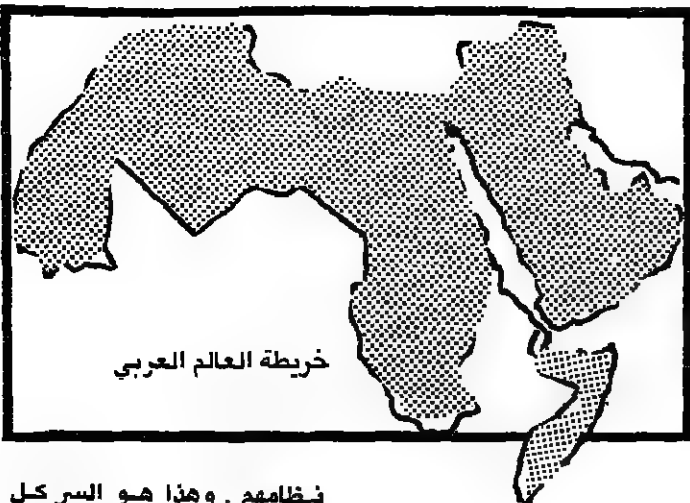 خريطة العالم العربي
نظامهم . وهذا هو السر كل